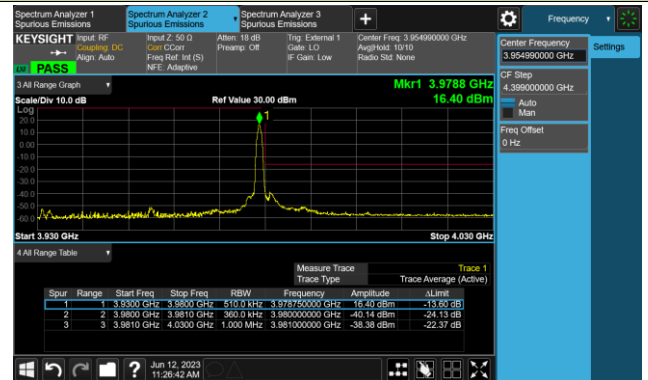 Spectrum Analyzer 1
Spurious Emissions
Spectrum Analyzer 2
Spurious Emissions
Spectrum Analyzer 3
Spurious Emissions
Frequency
KEYSIGHT
Input: RF
Coupling: DC
Align: Auto
Input Z: 50 Ω
Corr CCorr
Freq Ref: Int (S)
NFE: Adaptive
Atten: 18 dB
Preamp: Off
Trig: External 1
Gate: LO
IF Gain: Low
Center Freq: 3.954990000 GHz
Avg|Hold: 10/10
Radio Std: None
LXI
PASS
Center Frequency
3.954990000 GHz
Settings
CF Step
4.399000000 GHz
Auto
Man
Freq Offset
0 Hz
3 All Range Graph
Mkr1 3.9788 GHz
16.40 dBm
Scale/Div 10.0 dB
Ref Value 30.00 dBm
Log
1
20.0
10.0
0.00
-10.0
-20.0
-30.0
-40.0
-50.0
-60.0
Start 3.930 GHz
Stop 4.030 GHz
4 All Range Table
Measure Trace Trace 1
Trace Type Trace Average (Active)
Spur Range Start Freq Stop Freq RBW Frequency Amplitude ΔLimit
1 1 3.9300 GHz 3.9800 GHz 510.0 kHz 3.978750000 GHz 16.40 dBm -13.60 dB
2 2 3.9800 GHz 3.9810 GHz 360.0 kHz 3.980000000 GHz -40.14 dBm -24.13 dB
3 3 3.9810 GHz 4.0300 GHz 1.000 MHz 3.981000000 GHz -38.38 dBm -22.37 dB
Jun 12, 2023
11:26:42 AM